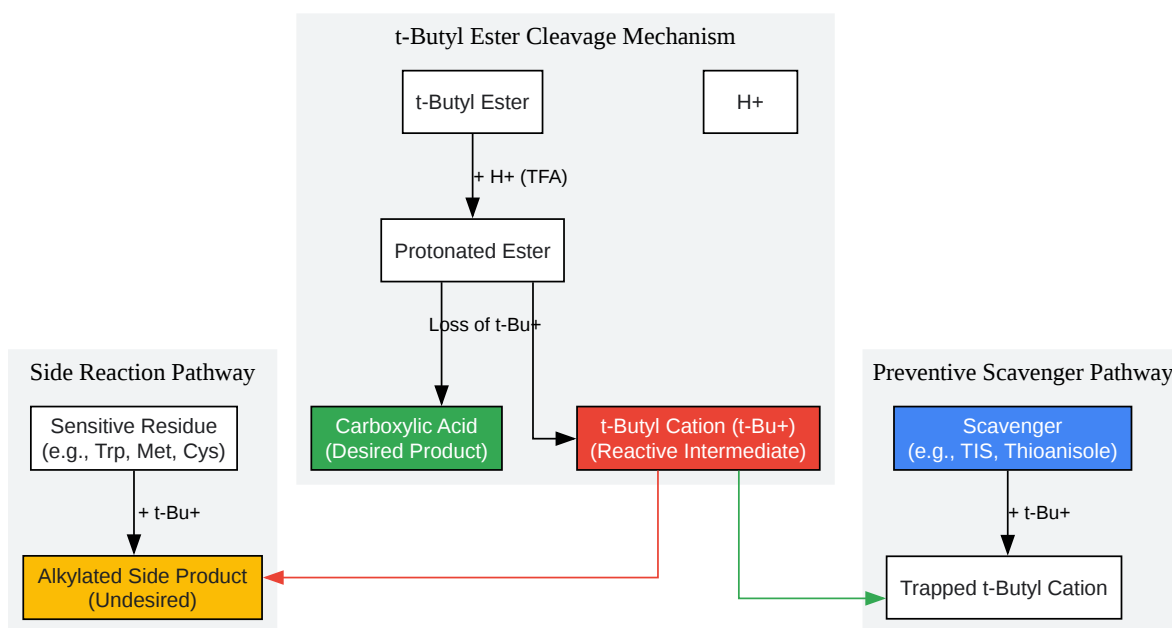 t-Butyl Ester Cleavage Mechanism
t-Butyl Ester
H+
+ H+ (TFA)
Protonated Ester
Loss of t-Bu+
Side Reaction Pathway
Sensitive Residue
(e.g., Trp, Met, Cys)
+ t-Bu+
Alkylated Side Product
(Undesired)
Carboxylic Acid
(Desired Product)
t-Butyl Cation (t-Bu+)
(Reactive Intermediate)
Preventive Scavenger Pathway
Scavenger
(e.g., TIS, Thioanisole)
+ t-Bu+
Trapped t-Butyl Cation